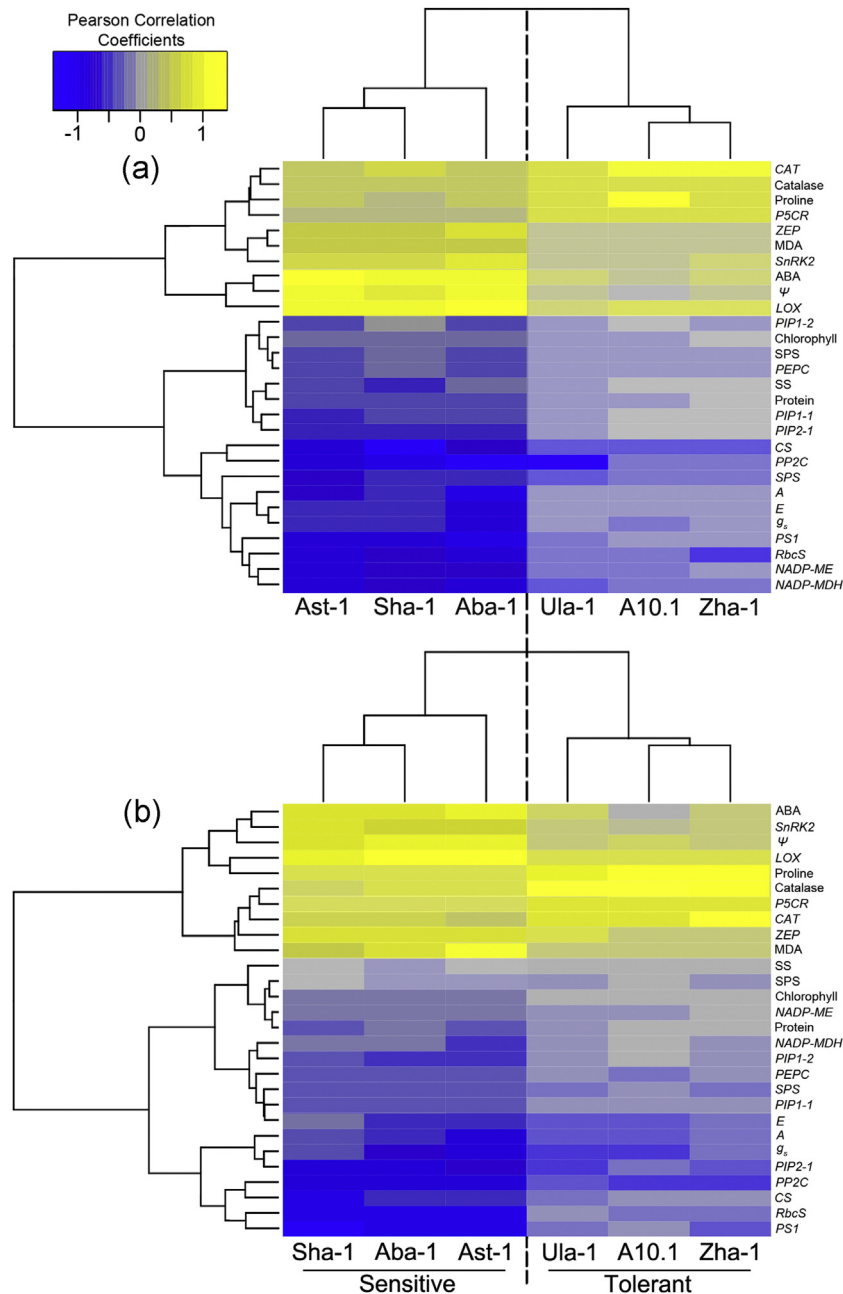 Pearson Correlation
Coefficients
-1 0 1
(a)
CAT
Catalase
Proline
P5CR
ZEP
MDA
SnRK2
ABA
Ψ
LOX
PIP1-2
Chlorophyll
SPS
PEPC
SS
Protein
PIP1-1
PIP2-1
CS
PP2C
SPS
A
E
gs
PS1
RbcS
NADP-ME
NADP-MDH
Ast-1 Sha-1 Aba-1 Ula-1 A10.1 Zha-1
(b)
ABA
SnRK2
Ψ
LOX
Proline
Catalase
P5CR
CAT
ZEP
MDA
SS
SPS
Chlorophyll
NADP-ME
Protein
NADP-MDH
PIP1-2
PEPC
SPS
PIP1-1
E
A
gs
PIP2-1
PP2C
CS
RbcS
PS1
Sha-1 Aba-1 Ast-1 Ula-1 A10.1 Zha-1
Sensitive Tolerant